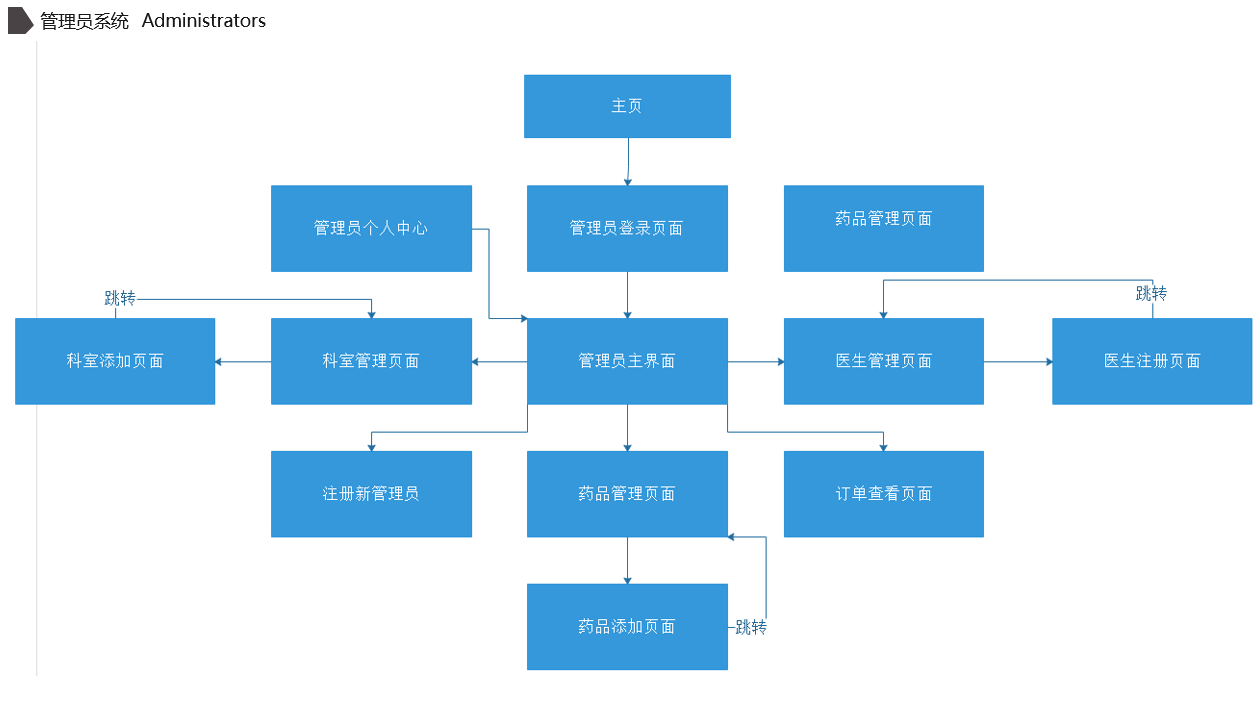 管理员系统 Administrators
主页
管理员个人中心
管理员登录页面
药品管理页面
跳转
跳转
科室添加页面
科室管理页面
管理员主界面
医生管理页面
医生注册页面
注册新管理员
药品管理页面
订单查看页面
药品添加页面
跳转